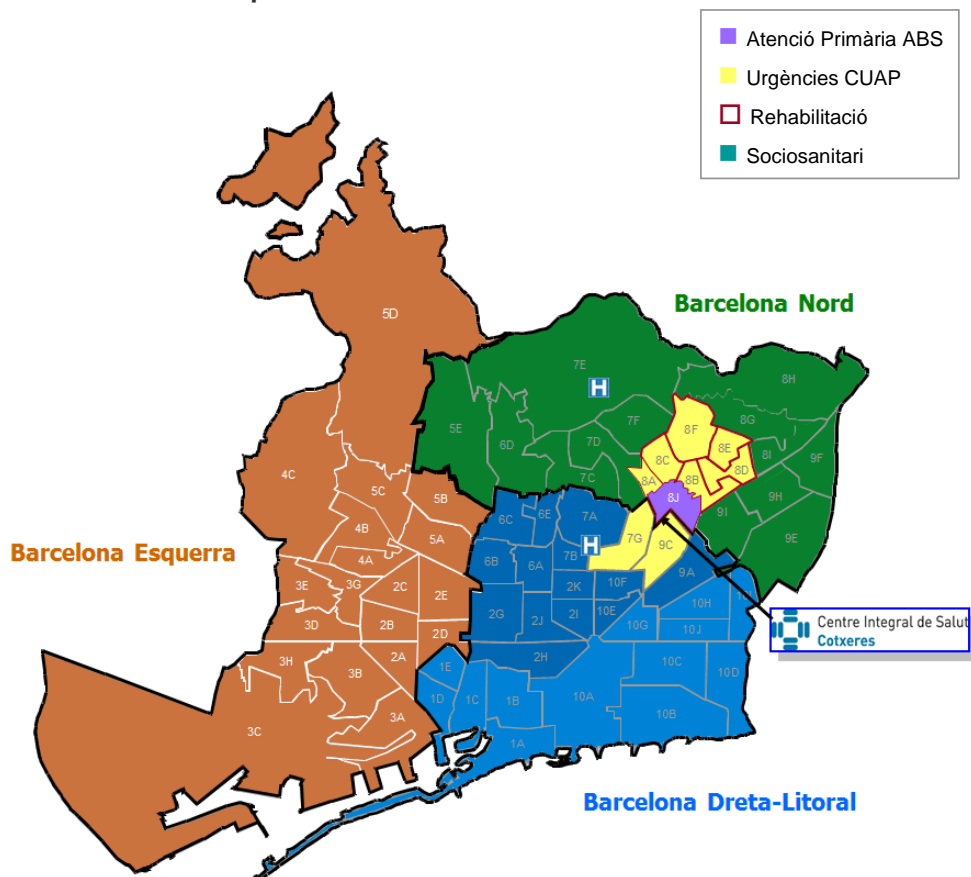 Atenció Primària ABS
Urgències CUAP
Rehabilitació
Sociosanitari
Barcelona Nord
5D
7E
H
8H
8G
7F
8F
5E
6D
7D
8E
8I
9F
8C
8D
4C
7C
8A
8B
5C
5B
8J
9H
6C
6E
7A
9I
4B
7G
5A
9E
Barcelona Esquerra
H
9C
4A
6B
6A
7B
9A
3E
3G
2C
2K
10F
2E
10H
2G
2J
2I
10E
3D
2B
2D
10G
10J
Centre Integral de Salut
Cotxeres
3H
2A
2H
1E
10C
3B
10D
1D
1C
1B
10A
3A
10B
3C
1A
Barcelona Dreta-Litoral